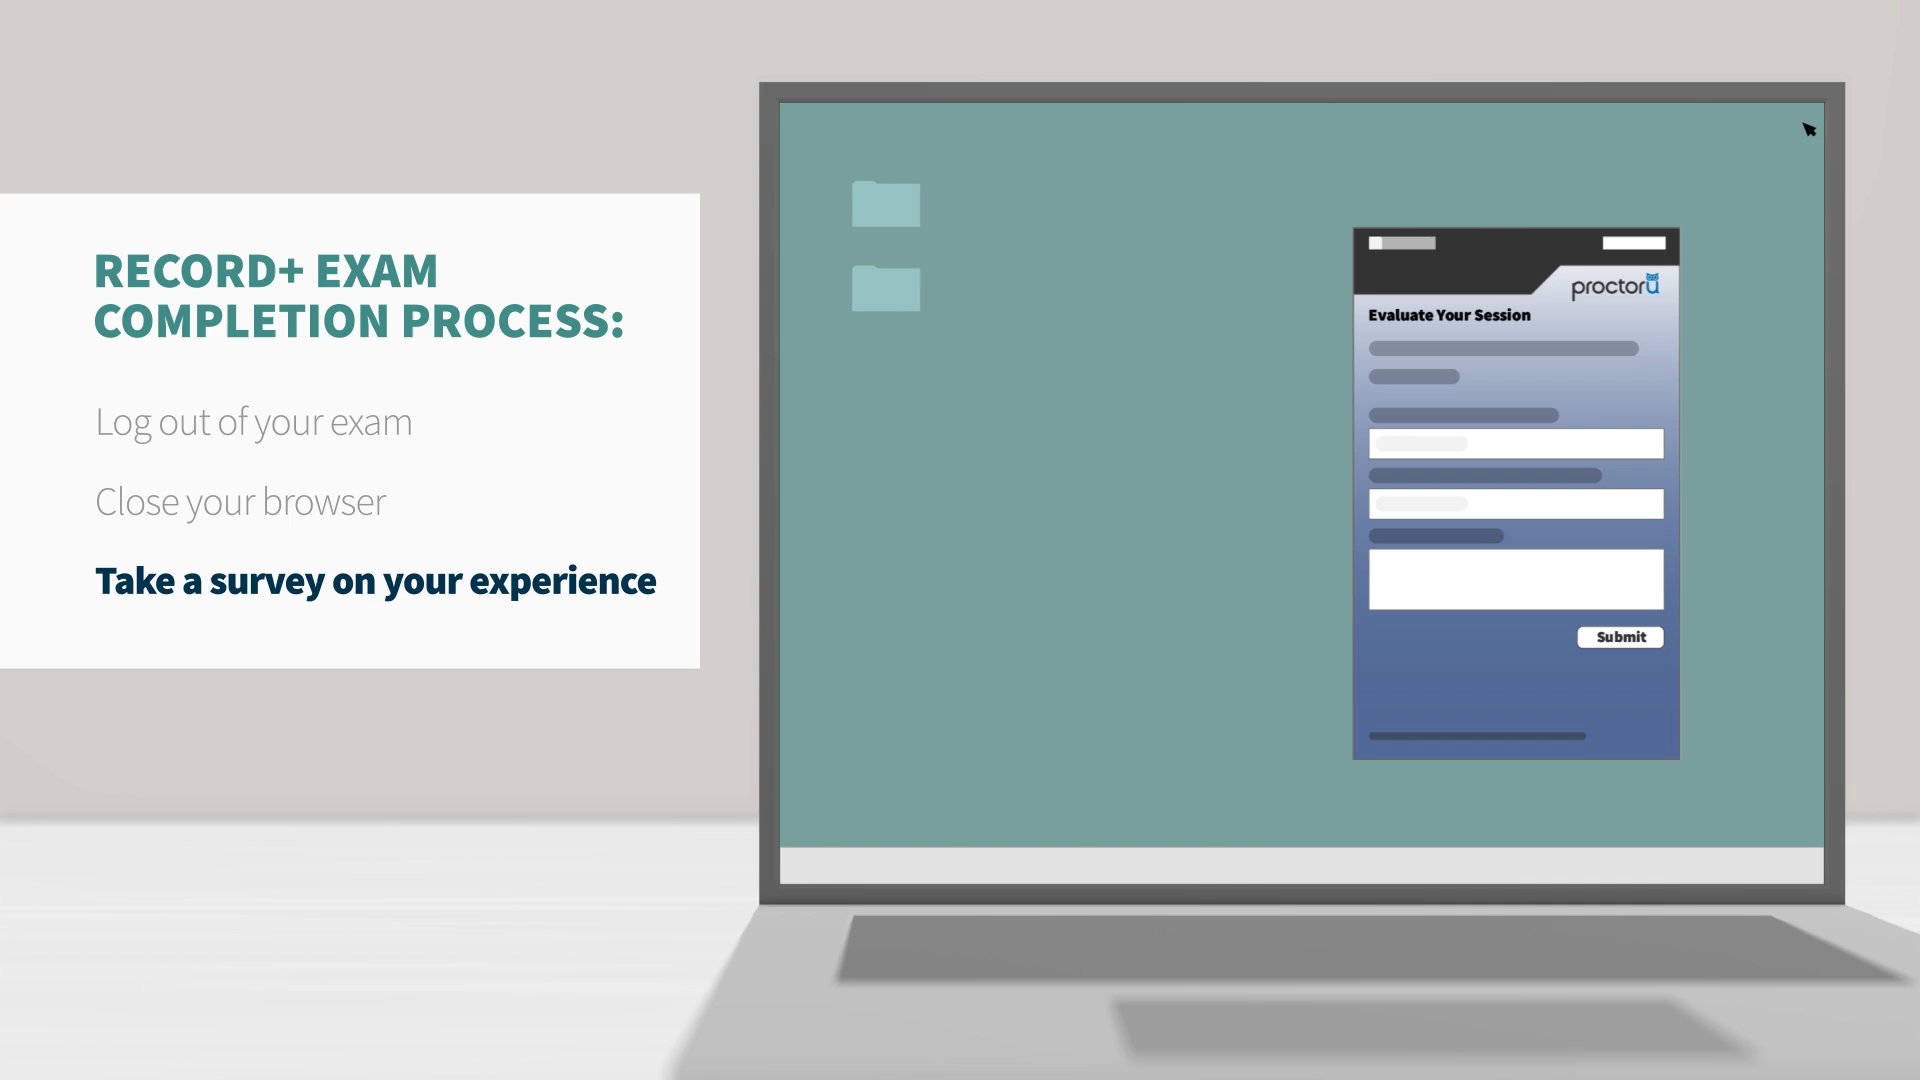 RECORD+ EXAM
COMPLETION PROCESS:
Log out of your exam
Close your browser
Take a survey on your experience
proctoru
Evaluate Your Session
Submit